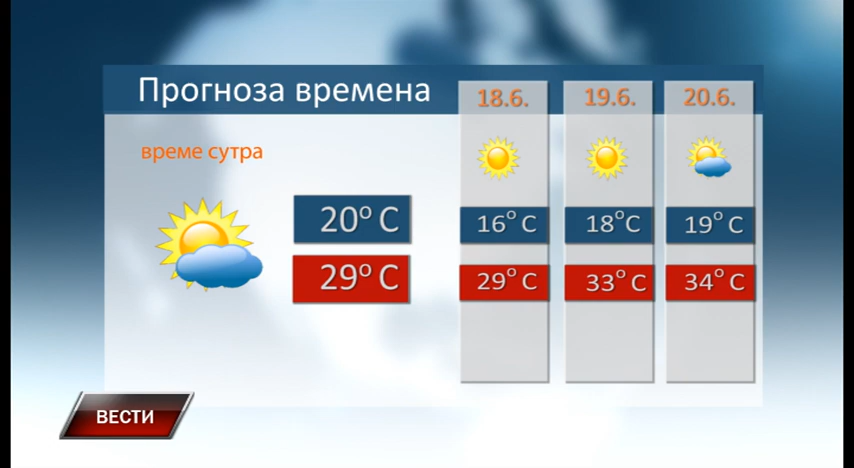 Прогноза времена
време сутра
20° C
29° C
18.6.
19.6.
20.6.
16° C
18°C
19° C
29° C
33° C
34° C
ВЕСТИ